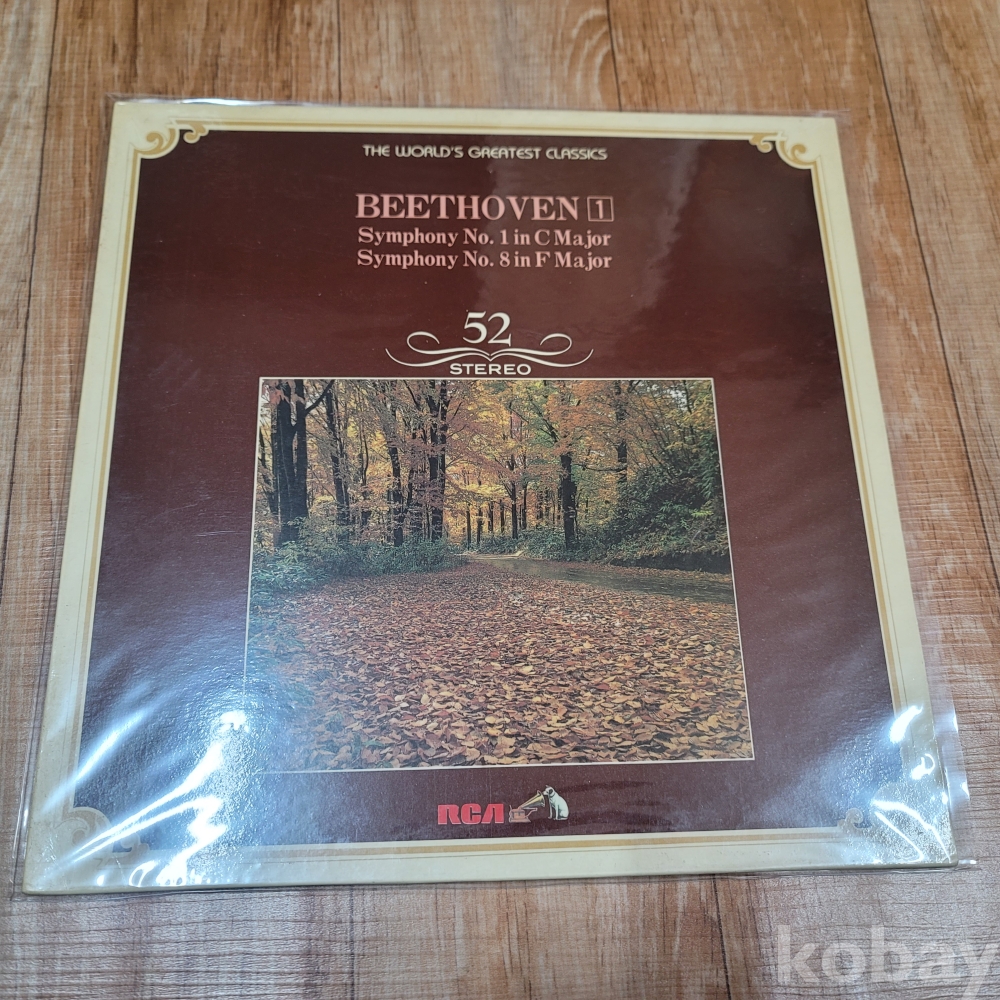 THE WORLD'S GREATEST CLASSICS
BEETHOVEN 1
Symphony No. 1 in C Major
Symphony No. 8 in F Major
52
STEREO
RCA
kobay